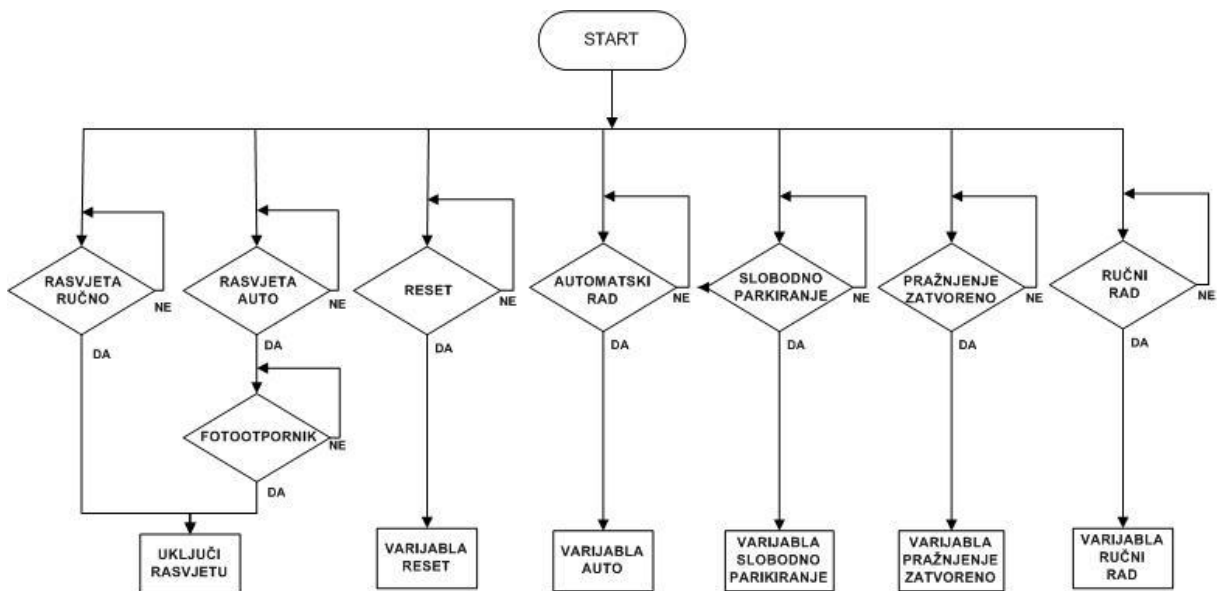 START
RASVJETA
RUČNO
NE
DA
RASVJETA
AUTO
NE
DA
FOTOOTPORNIK
NE
DA
UKLJUČI
RASVJETU
RESET
NE
DA
VARIJABLA
RESET
AUTOMATSKI
RAD
NE
DA
VARIJABLA
AUTO
SLOBODNO
PARKIRANJE
NE
DA
VARIJABLA
SLOBODNO
PARIKIRANJE
PRAŽNJENJE
ZATVORENO
NE
DA
VARIJABLA
PRAŽNJENJE
ZATVORENO
RUČNI
RAD
NE
DA
VARIJABLA
RUČNI
RAD